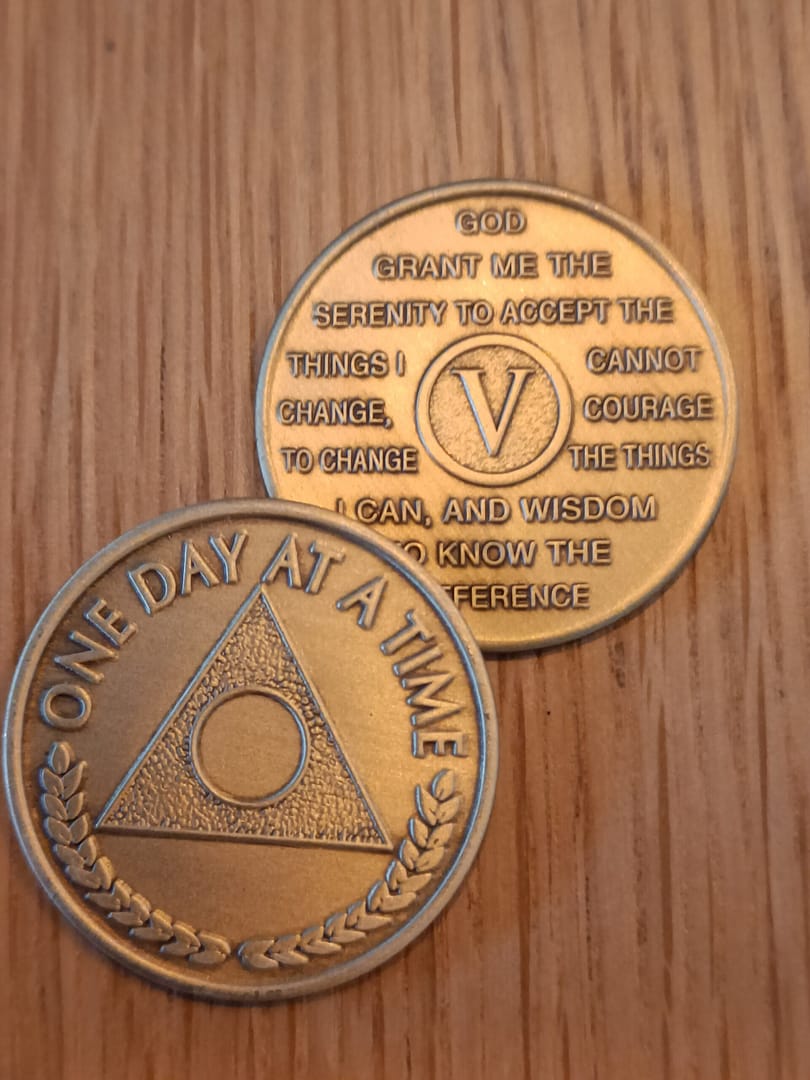 GOD
GRANT ME THE
SERENITY TO ACCEPT THE
THINGS I CANNOT
CHANGE, COURAGE
V
TO CHANGE THE THINGS
I CAN, AND WISDOM
KNOW THE
ONE DAY AT A TIME